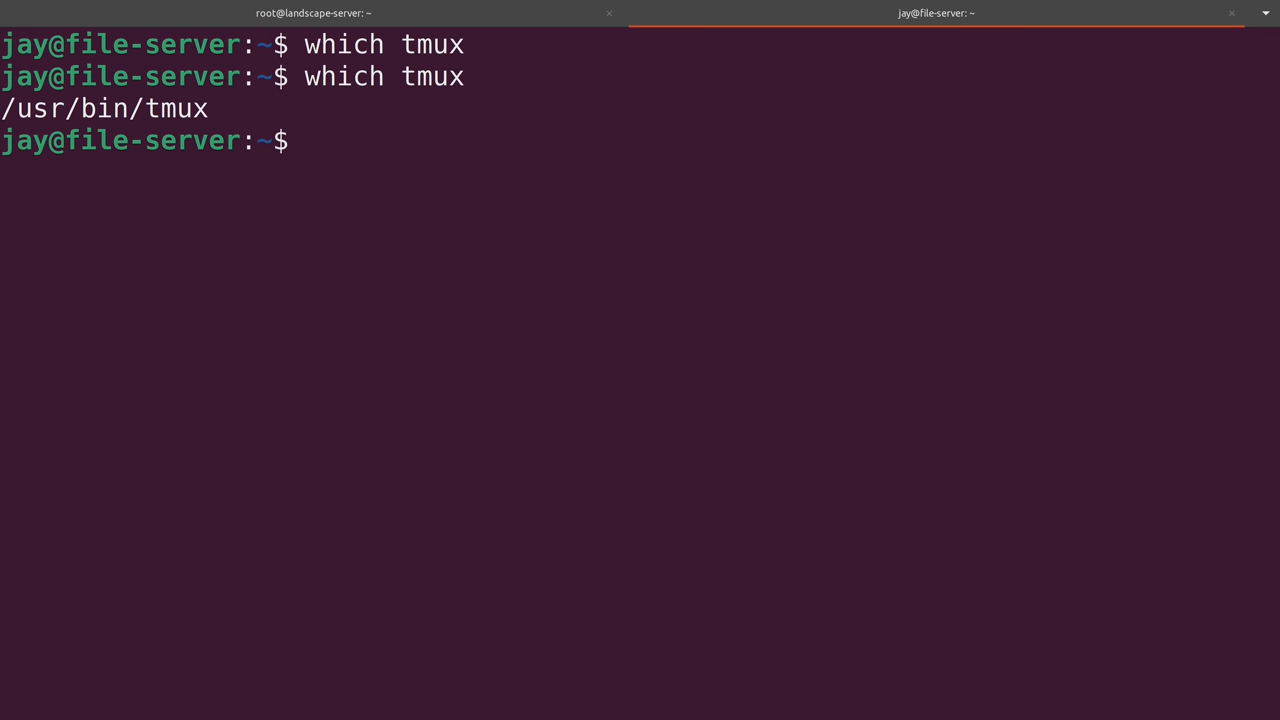 root@landscape-server: ~
jay@file-server: ~
jay@file-server:~$ which tmux
jay@file-server:~$ which tmux
/usr/bin/tmux
jay@file-server:~$